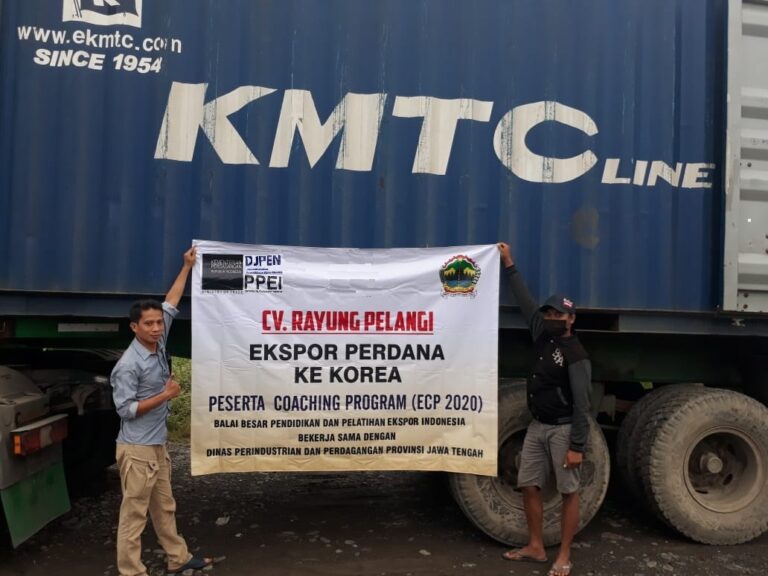 www.ekmtc.com
SINCE 1954
KMTC LINE
DJPEN
PPEI
CV. RAYUNG PELANGI
EKSPOR PERDANA
KE KOREA
PESERTA COACHING PROGRAM (ECP 2020)
BALAI BESAR PENDIDIKAN DAN PELATIHAN EKSPOR INDONESIA
BEKERJA SAMA DENGAN
DINAS PERINDUSTRIAN DAN PERDAGANGAN PROVINSI JAWA TENGAH